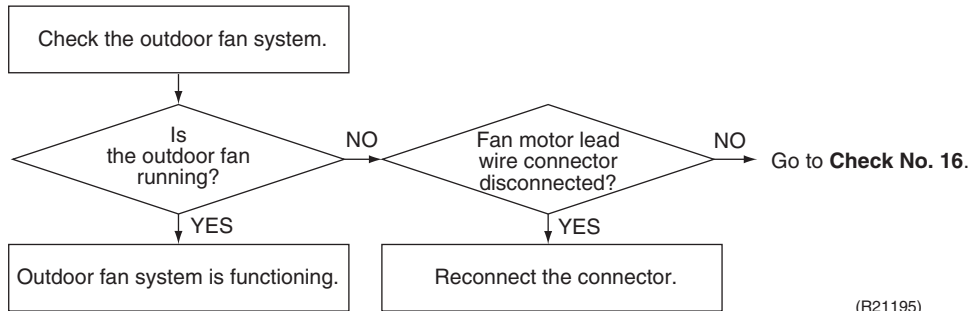 Check the outdoor fan system.
Is
the outdoor fan
running?
NO
Fan motor lead
wire connector
disconnected?
NO
Go to Check No. 16.
YES
YES
Outdoor fan system is functioning.
Reconnect the connector.
(R21195)